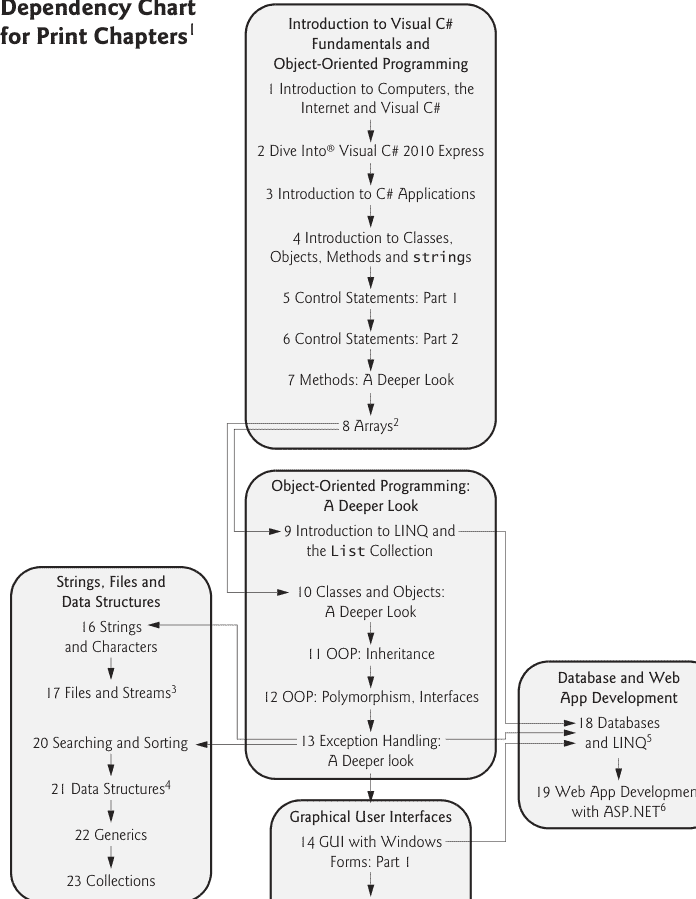 Dependency Chart
for Print Chapters1
Introduction to Visual C#
Fundamentals and
Object-Oriented Programming
1 Introduction to Computers, the
Internet and Visual C#
2 Dive Into® Visual C# 2010 Express
3 Introduction to C# Applications
4 Introduction to Classes,
Objects, Methods and strings
5 Control Statements: Part 1
6 Control Statements: Part 2
7 Methods: A Deeper Look
8 Arrays2
Object-Oriented Programming:
A Deeper Look
9 Introduction to LINQ and
the List Collection
10 Classes and Objects:
A Deeper Look
11 OOP: Inheritance
12 OOP: Polymorphism, Interfaces
13 Exception Handling:
A Deeper look
Strings, Files and
Data Structures
16 Strings
and Characters
17 Files and Streams3
20 Searching and Sorting
21 Data Structures4
22 Generics
23 Collections
Database and Web
App Development
18 Databases
and LINQ5
19 Web App Developmen
with ASP.NET6
Graphical User Interfaces
14 GUI with Windows
Forms: Part 1